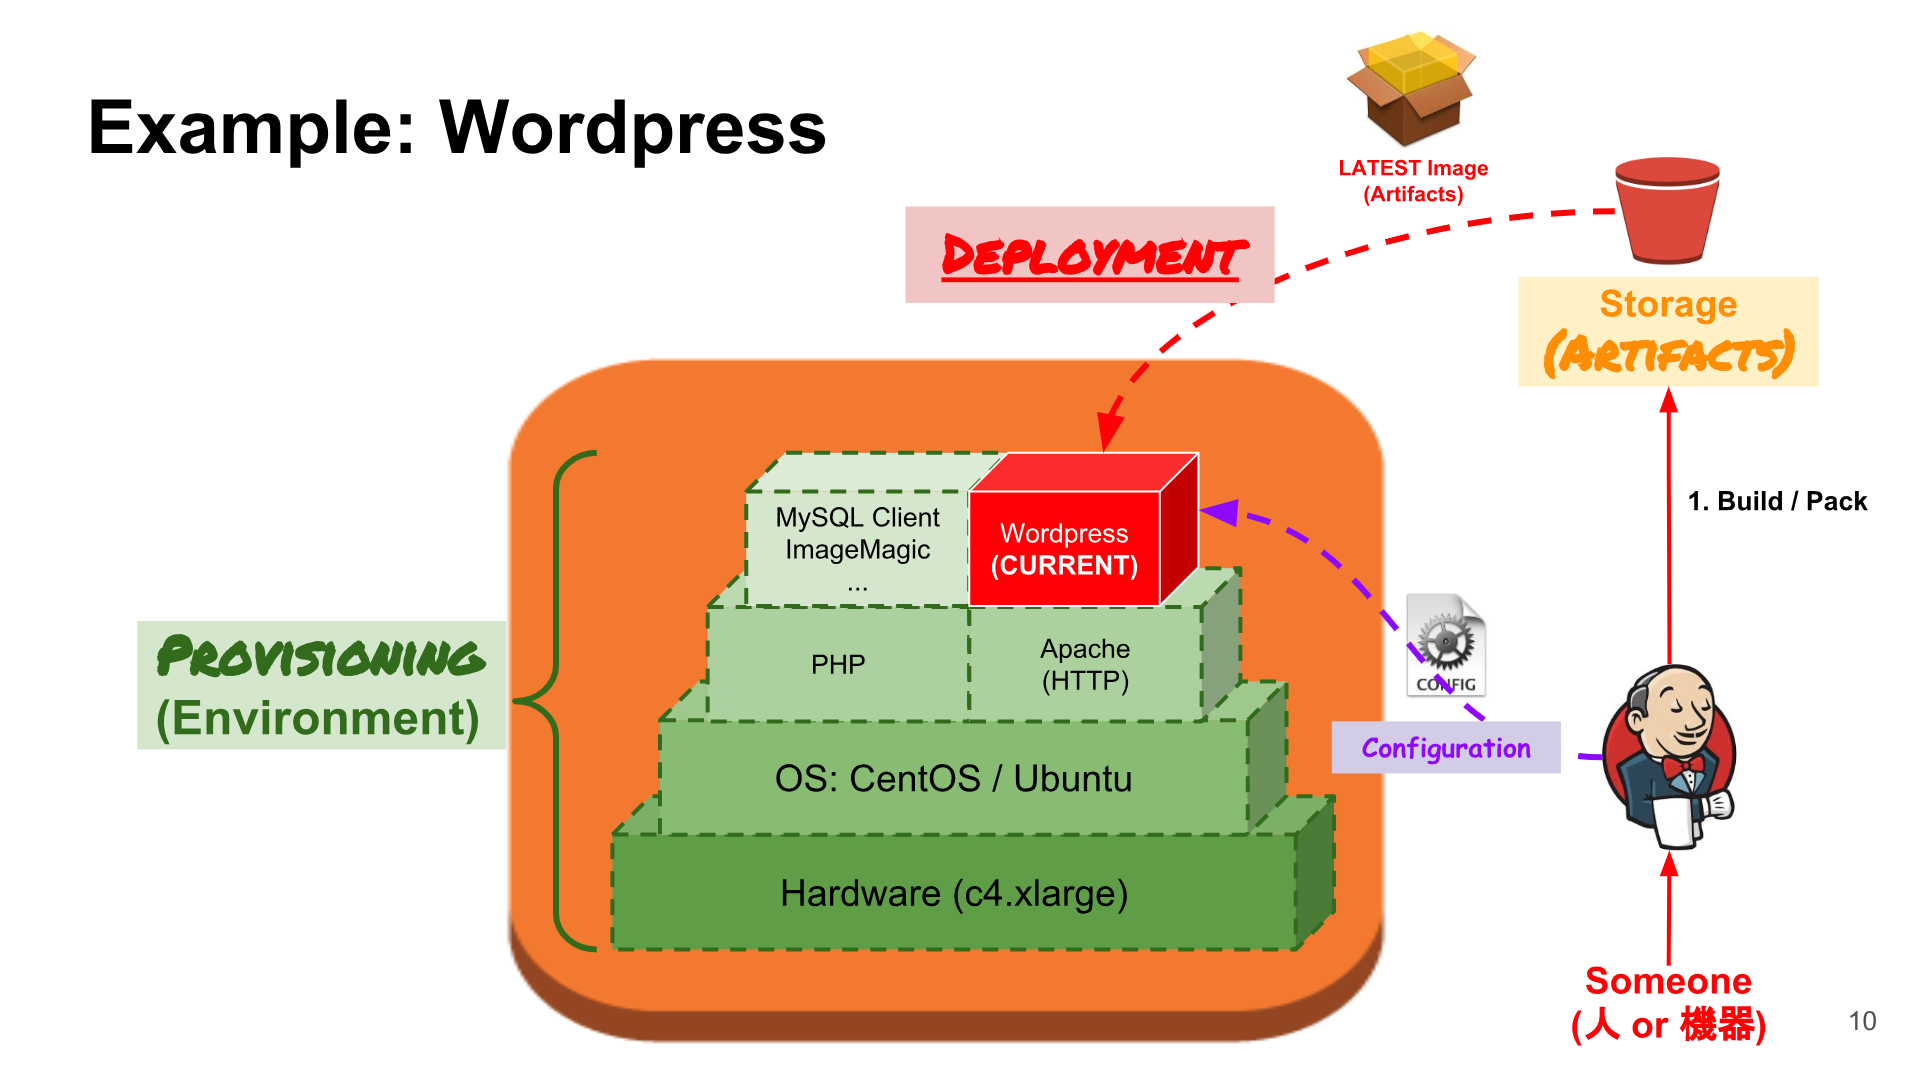 Example: Wordpress
LATEST Image
(Artifacts)
DEPLOYMENT
Storage
(ARTIFACTS)
1. Build / Pack
MySQL Client
ImageMagic
...
Wordpress
(CURRENT)
PHP
Apache
(HTTP)
PROVISIONING
(Environment)
CONFIG
Configuration
OS: CentOS / Ubuntu
Hardware (c4.xlarge)
Someone
(人 or 機器)
10